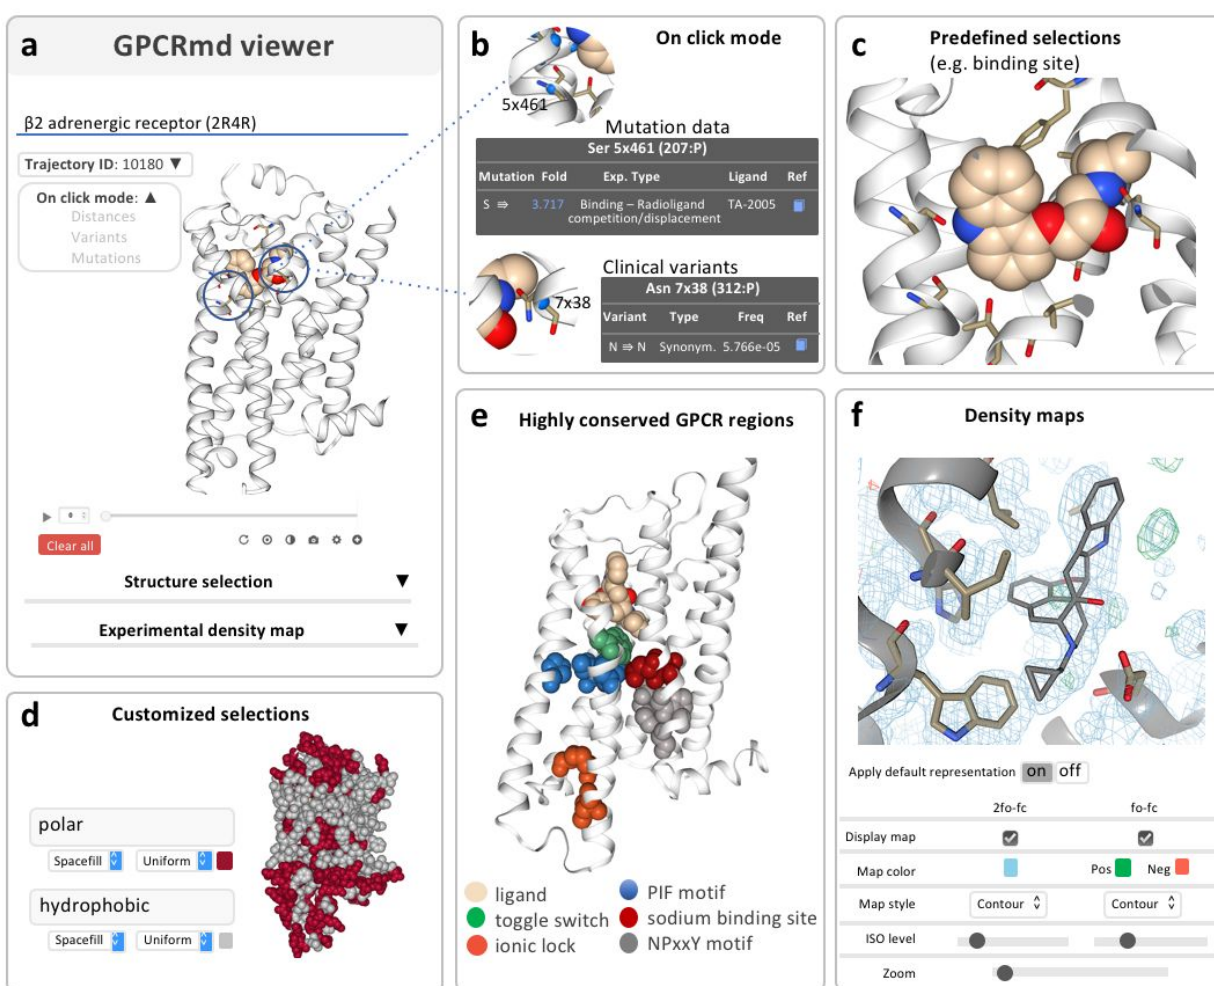 a
GPCRmd viewer
β2 adrenergic receptor (2R4R)
Trajectory ID: 10180 ▼
On click mode: ▲
Distances
Variants
Mutations
Clear all
Structure selection ▼
Experimental density map ▼
b
On click mode
5x461
Mutation data
Ser 5x461 (207:P)
Mutation Fold Exp. Type Ligand Ref
S ⇛ 3.717 Binding – Radioligand TA-2005
competition/displacement
Clinical variants
7x38
Asn 7x38 (312:P)
Variant Type Freq Ref
N ⇛ N Synonym. 5.766e-05
c
Predefined selections
(e.g. binding site)
d
Customized selections
polar
Spacefill Uniform
hydrophobic
Spacefill Uniform
e
Highly conserved GPCR regions
ligand PIF motif
toggle switch sodium binding site
ionic lock NPxxY motif
f
Density maps
Apply default representation on off
2fo-fc fo-fc
Display map
Map color Pos Neg
Map style Contour Contour
ISO level
Zoom